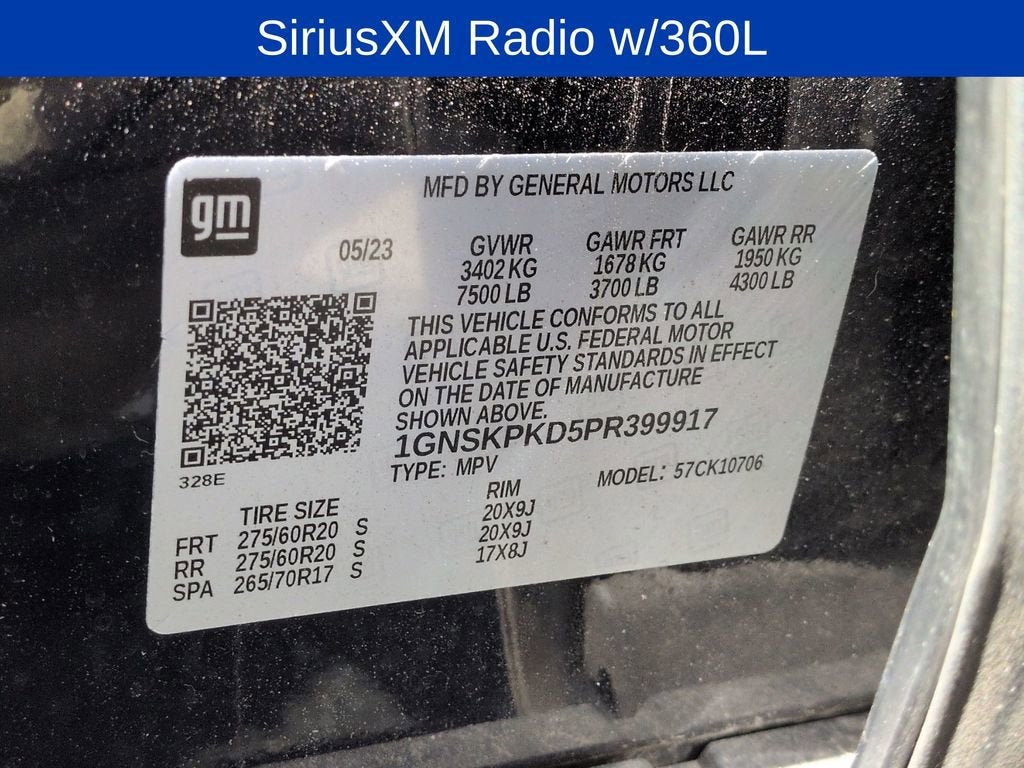 SiriusXM Radio w/360L
gm
MFD BY GENERAL MOTORS LLC
05/23
GVWR
3402 KG
7500 LB
GAWR FRT
1678 KG
3700 LB
GAWR RR
1950 KG
4300 LB
THIS VEHICLE CONFORMS TO ALL
APPLICABLE U.S. FEDERAL MOTOR
VEHICLE SAFETY STANDARDS IN EFFECT
ON THE DATE OF MANUFACTURE
SHOWN ABOVE.
1GNSKPKD5PR399917
TYPE: MPV
MODEL: 57CK10706
328E
TIRE SIZE RIM
FRT 275/60R20 S 20X9J
RR 275/60R20 S 20X9J
SPA 265/70R17 S 17X8J